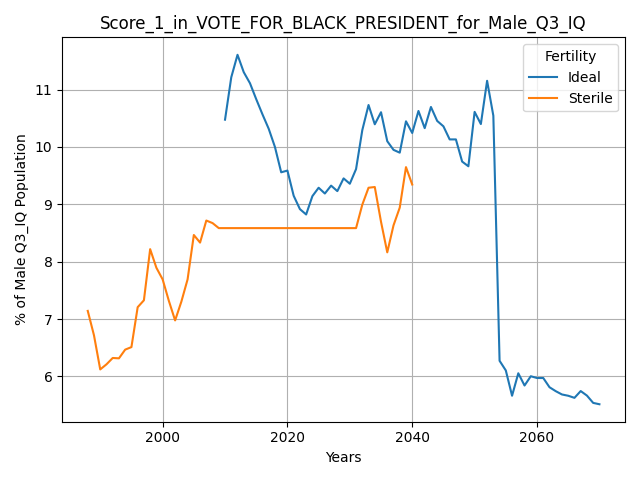 Score_1_in_VOTE_FOR_BLACK_PRESIDENT_for_Male_Q3_IQ
Fertility
Ideal
Sterile
% of Male Q3_IQ Population
11
10
9
8
7
6
2000
2020
2040
2060
Years